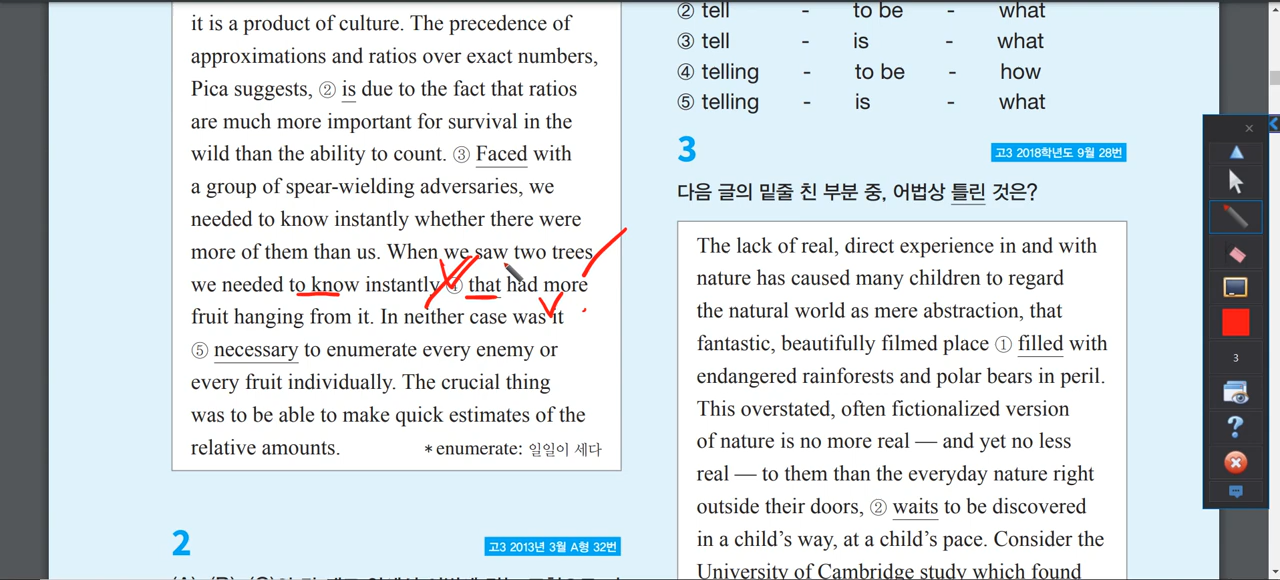 it is a product of culture. The precedence of
approximations and ratios over exact numbers,
Pica suggests, ② is due to the fact that ratios
are much more important for survival in the
wild than the ability to count. ③ Faced with
a group of spear-wielding adversaries, we
needed to know instantly whether there were
more of them than us. When we saw two trees
we needed to know instantly ④ that had more
fruit hanging from it. In neither case was it
⑤ necessary to enumerate every enemy or
every fruit individually. The crucial thing
was to be able to make quick estimates of the
relative amounts. *enumerate: 일일이 세다
2
고3 2013년 3월 A형 32번
② tell - to be - what
③ tell - is - what
④ telling - to be - how
⑤ telling - is - what
3
고3 2018학년도 9월 28번
다음 글의 밑줄 친 부분 중, 어법상 틀린 것은?
The lack of real, direct experience in and with
nature has caused many children to regard
the natural world as mere abstraction, that
fantastic, beautifully filmed place ① filled with
endangered rainforests and polar bears in peril.
This overstated, often fictionalized version
of nature is no more real — and yet no less
real — to them than the everyday nature right
outside their doors, ② waits to be discovered
in a child's way, at a child's pace. Consider the
University of Cambridge study which found
3